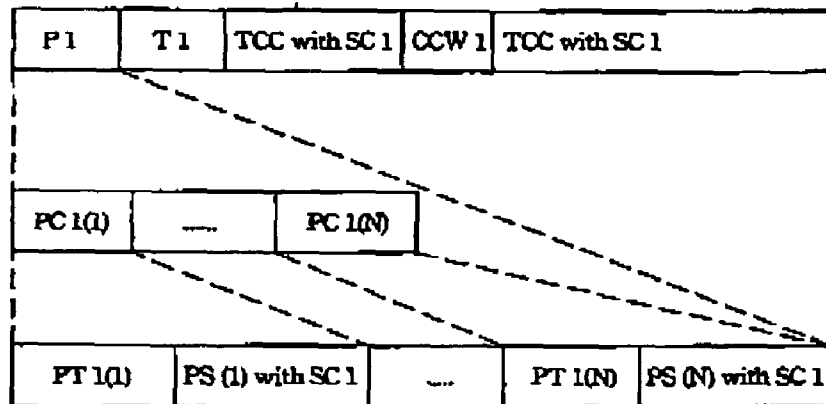 P 1 T 1 TCC with SC 1 CCW 1 TCC with SC 1
PC 1(1) ...... PC 1(N)
PT 1(1) PS (1) with SC 1 ...... PT 1(N) PS (N) with SC 1